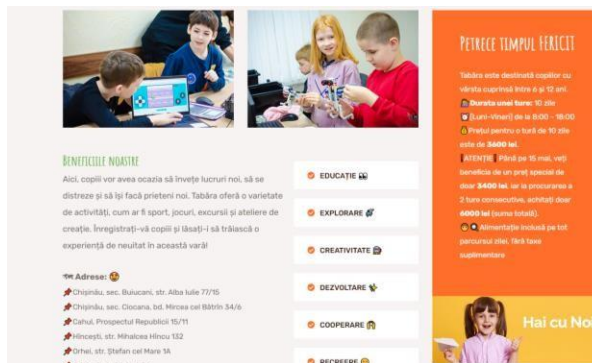 BENEFICIILE NOASTRE
Aici, copiii vor avea ocazia să învețe lucruri noi, să se
distreze și să își facă prieteni noi. Tabăra oferă o varietate
de activități, cum ar fi sport, jocuri, excursii și ateliere de
creație. Înregistrați-vă copiii și lăsați-i să trăiască o
experiență de neuitat în această vară!
Adrese:
Chișinău, sec. Buiucani, str. Alba Iulie 77/15
Chișinău, sec. Ciocana, bd. Mircea cel Bătrîn 34/6
Cahul, Prospectul Republicii 15/11
Hîncești, str. Mihalcea Hîncu 132
Orhei, str. Ștefan cel Mare 1A
EDUCAȚIE
EXPLORARE
CREATIVITATE
DEZVOLTARE
COOPERARE
RECREERE
PETRECE TIMPUL FERICIT
Tabăra este destinată copiilor cu
vârsta cuprinsă între 6 și 12 ani.
Durata unei ture: 10 zile
(Luni-Vineri) de la 8:00 - 18:00
Prețul pentru o tură de 10 zile
este de 3600 lei.
ATENȚIE Până pe 15 mai, veți
beneficia de un preț special de
doar 3400 lei, iar la procurarea a
2 ture consecutive, achitați doar
6000 lei (suma totală).
Alimentație inclusă pe tot
parcursul zilei, fără taxe
suplimentare
Hai cu Noi